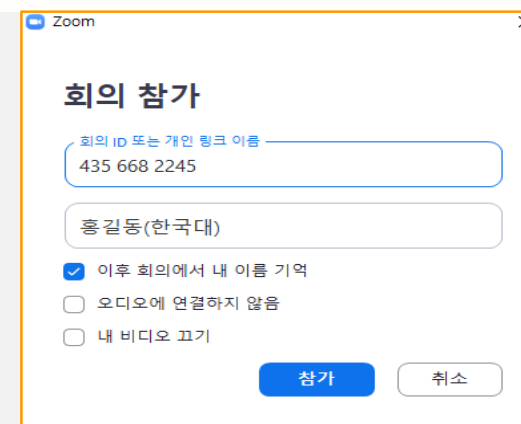 Zoom
회의 참가
회의 ID 또는 개인 링크 이름
435 668 2245
홍길동(한국대)
이후 회의에서 내 이름 기억
오디오에 연결하지 않음
내 비디오 끄기
참가 취소